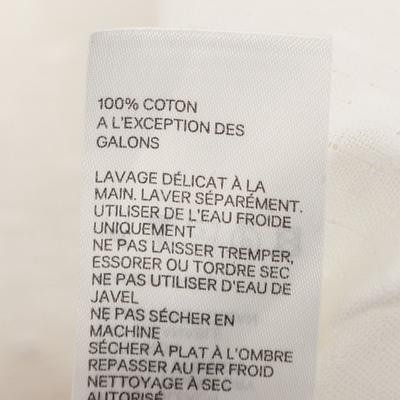 100% COTON
A L'EXCEPTION DES
GALONS
LAVAGE DÉLICAT À LA
MAIN. LAVER SÉPARÉMENT.
UTILISER DE L'EAU FROIDE
UNIQUEMENT
NE PAS LAISSER TREMPER,
ESSORER OU TORDRE SEC
NE PAS UTILISER D'EAU DE
JAVEL
NE PAS SÉCHER EN
MACHINE
SÉCHER À PLAT À L'OMBRE
REPASSER AU FER FROID
NETTOYAGE À SEC
AUTORISÉ